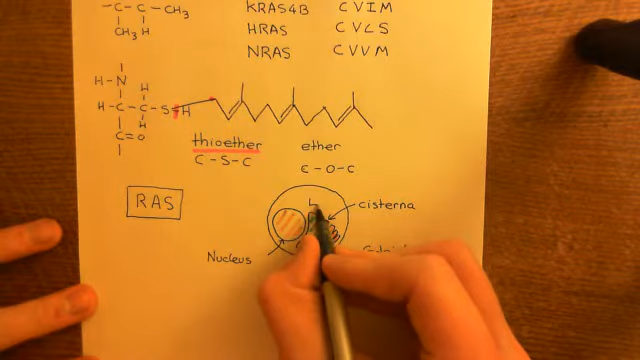 -C-C-CH3
CH3 H
KRAS4B CVIM
HRAS CVLS
NRAS CVVM
H-N
H
H-C-C-S-H
H
C=O
thioether
C-S-C
ether
C-O-C
RAS
cisterna
Nucleus